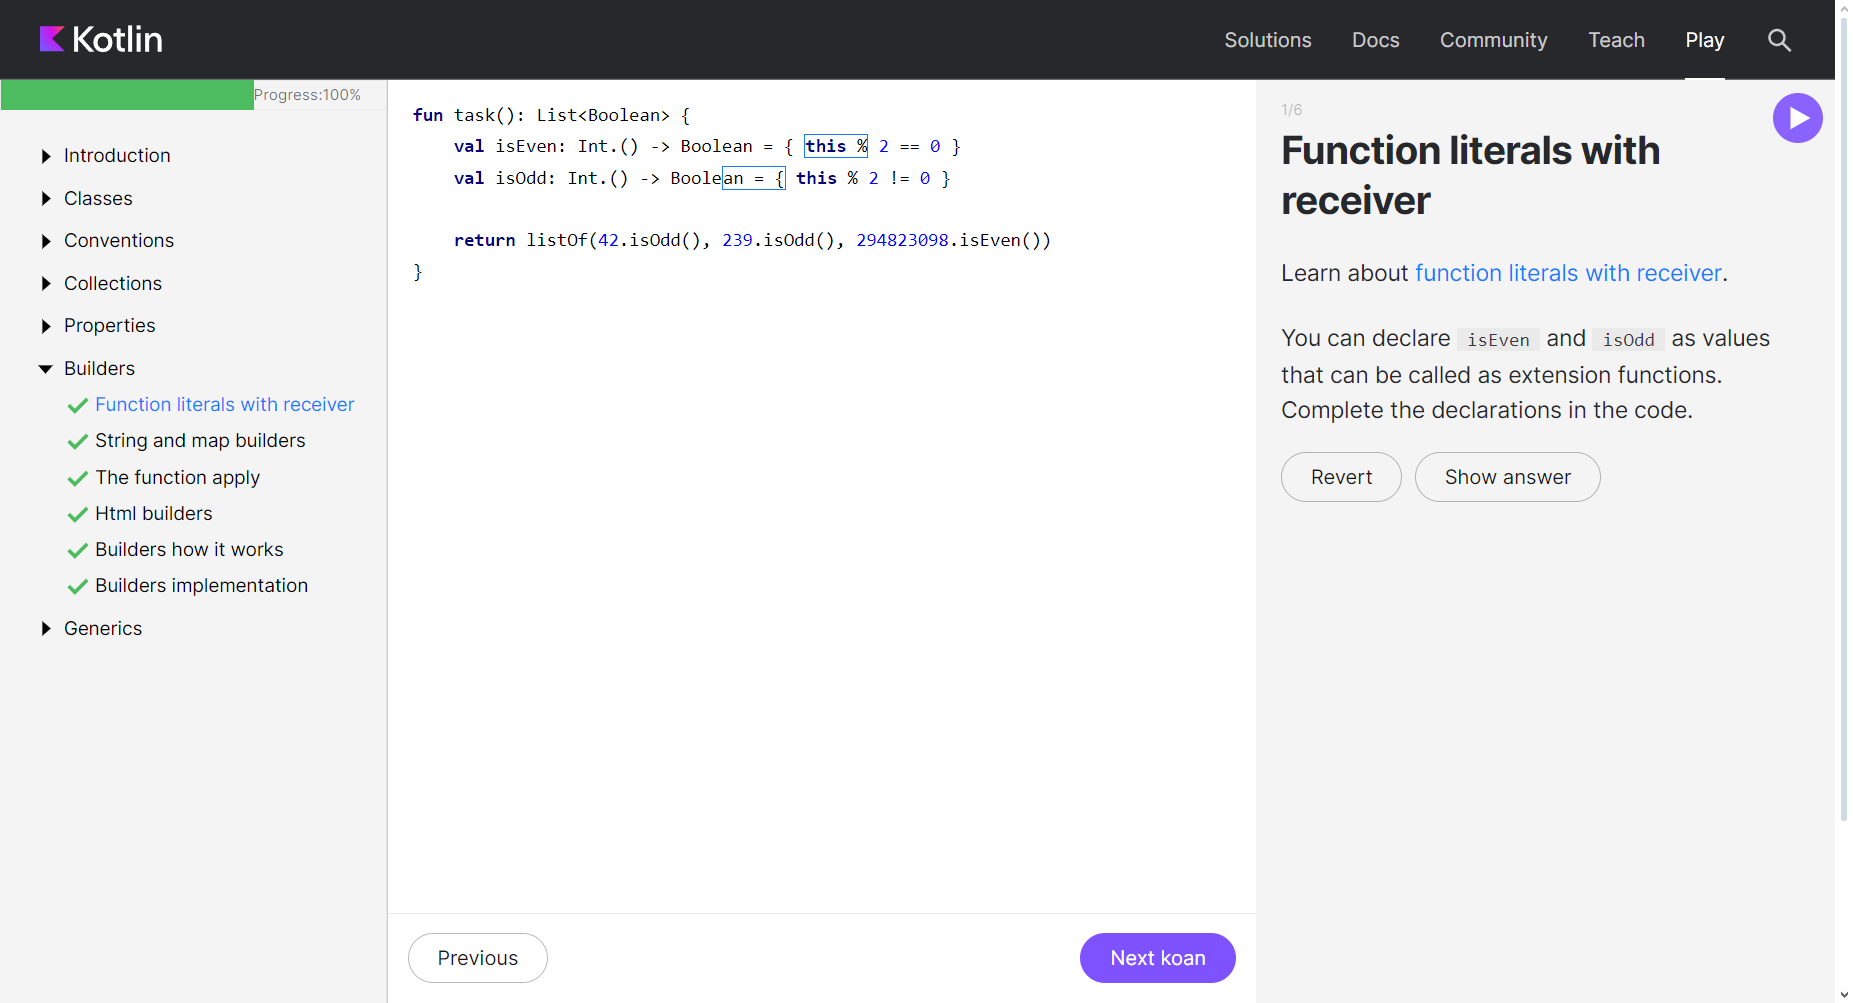 Kotlin
Solutions Docs Community Teach Play
Progress:100%
Introduction
Classes
Conventions
Collections
Properties
Builders
Function literals with receiver
String and map builders
The function apply
Html builders
Builders how it works
Builders implementation
Generics
fun task(): List<Boolean> {
    val isEven: Int.() -> Boolean = { this % 2 == 0 }
    val isOdd: Int.() -> Boolean = { this % 2 != 0 }
    return listOf(42.isOdd(), 239.isOdd(), 294823098.isEven())
}
Previous
Next koan
1/6
Function literals with
receiver
Learn about function literals with receiver.
You can declare isEven and isOdd as values
that can be called as extension functions.
Complete the declarations in the code.
Revert
Show answer